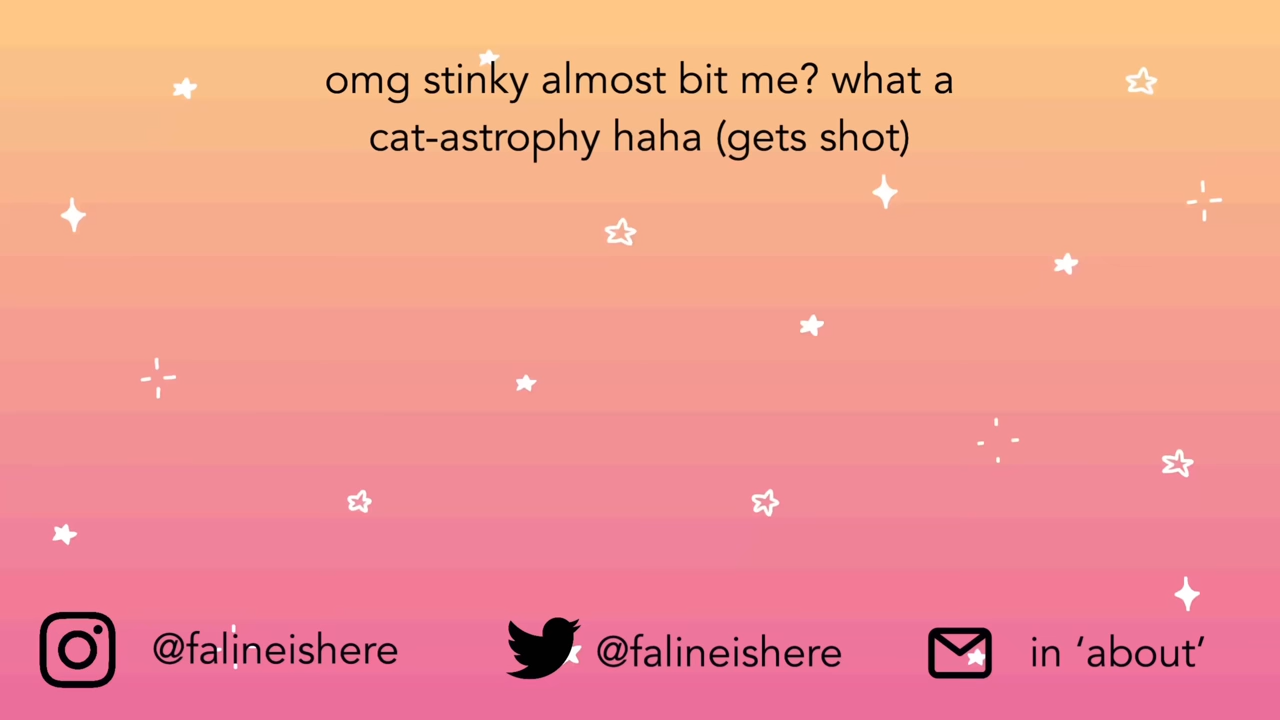 omg stinky almost bit me? what a
cat-astrophy haha (gets shot)
@falineishere
@falineishere
in ‘about’